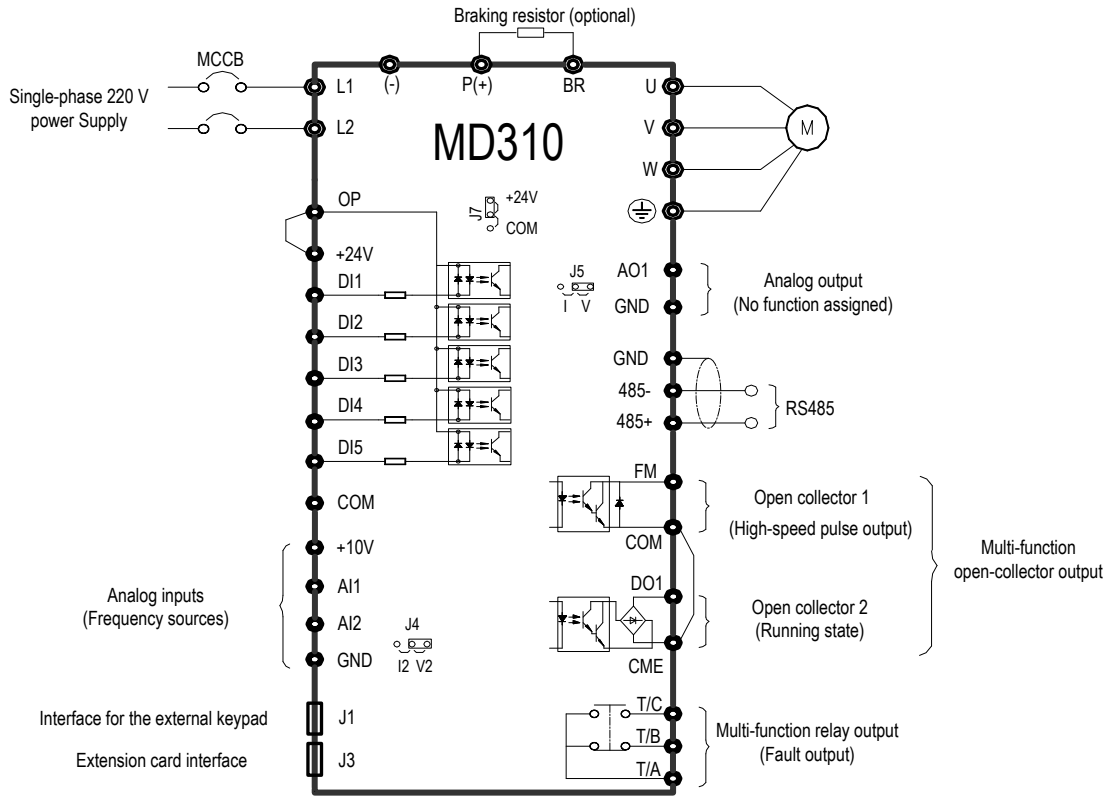 Braking resistor (optional)
MCCB
Single-phase 220 V
power Supply
L1
L2
(-)
P(+)
BR
MD310
U
V
W
M
OP
+24V
J7
+24V
COM
DI1
DI2
DI3
DI4
DI5
COM
J5
I V
AO1
GND
Analog output
(No function assigned)
GND
485-
485+
RS485
FM
COM
Open collector 1
(High-speed pulse output)
DO1
CME
Open collector 2
(Running state)
Multi-function
open-collector output
+10V
AI1
AI2
GND
Analog inputs
(Frequency sources)
J4
I2 V2
Interface for the external keypad
J1
Extension card interface
J3
T/C
T/B
T/A
Multi-function relay output
(Fault output)